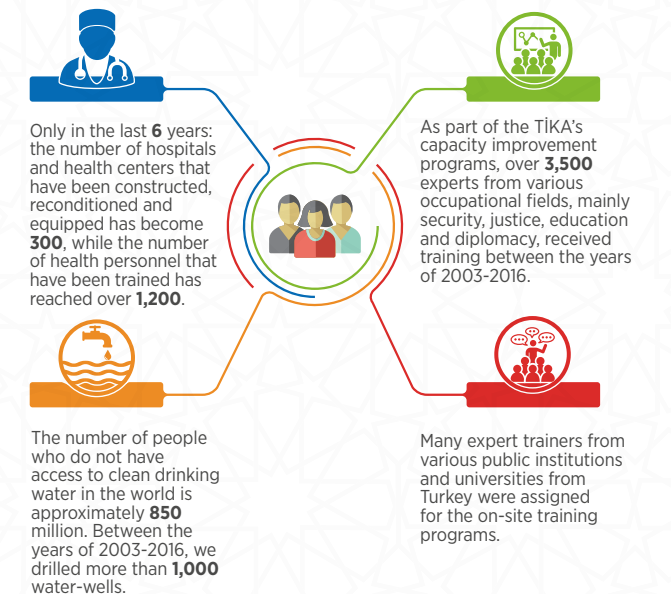 Only in the last 6 years:
the number of hospitals
and health centers that
have been constructed,
reconditioned and
equipped has become
300, while the number
of health personnel that
have been trained has
reached over 1,200.
As part of the TİKA’s
capacity improvement
programs, over 3,500
experts from various
occupational fields, mainly
security, justice, education
and diplomacy, received
training between the years
of 2003-2016.
The number of people
who do not have
access to clean drinking
water in the world is
approximately 850
million. Between the
years of 2003-2016, we
drilled more than 1,000
water-wells.
Many expert trainers from
various public institutions
and universities from
Turkey were assigned
for the on-site training
programs.